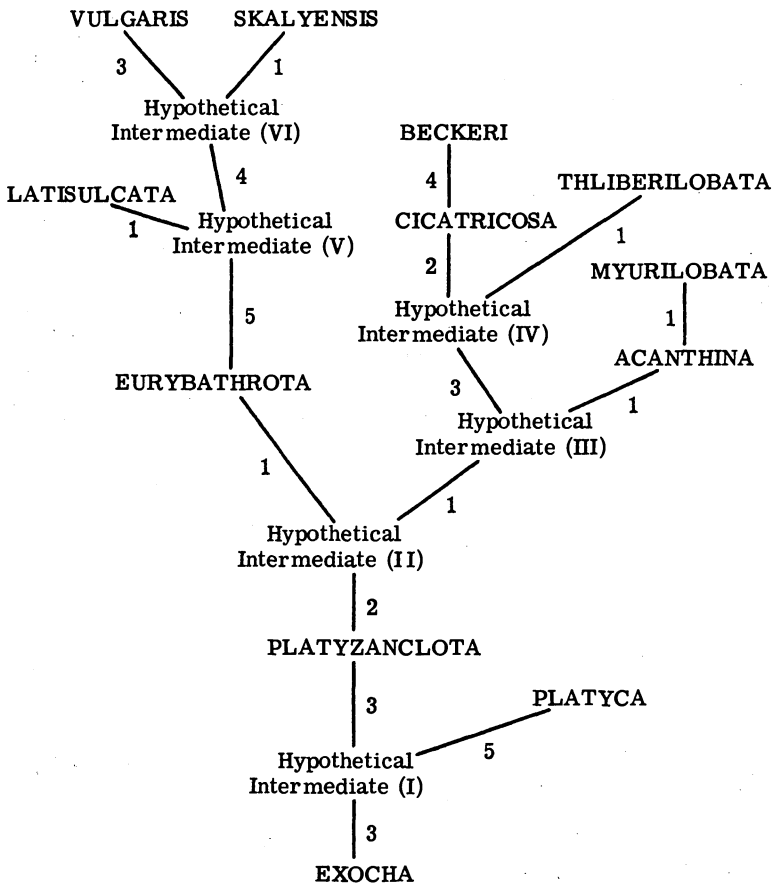 VULGARIS SKALYENSIS
3 1
Hypothetical
Intermediate (VI)
BECKERI
4
4
THLIBERILOBATA
LATISULCATA
1
Hypothetical
Intermediate (V)
CICATRICOSA
1
2
MYURILOBATA
5
Hypothetical
Intermediate (IV)
1
ACANTHINA
EURYBATHROTA
3
1
Hypothetical
Intermediate (III)
1
1
Hypothetical
Intermediate (II)
2
PLATYZANCLOTA
3
PLATYCA
5
Hypothetical
Intermediate (I)
3
EXOCHA